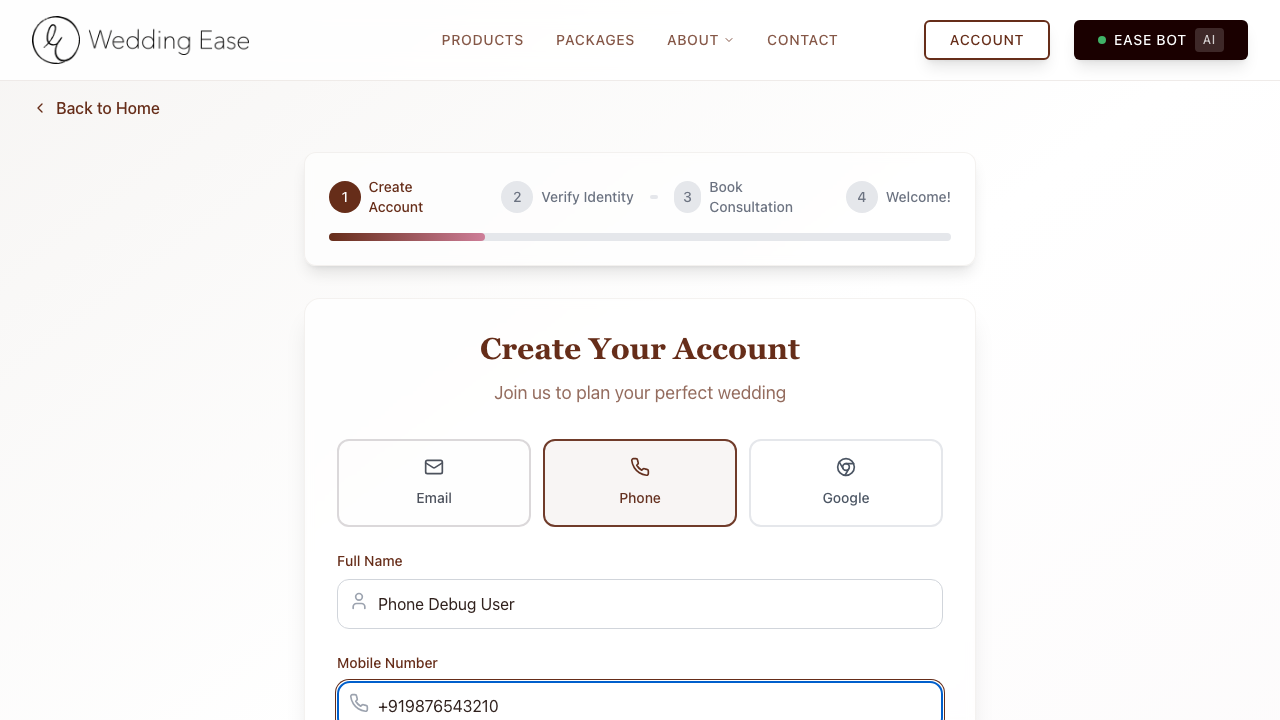 Wedding Ease
PRODUCTS PACKAGES ABOUT CONTACT ACCOUNT EASE BOT AI
Back to Home
1 Create Account 2 Verify Identity 3 Book Consultation 4 Welcome!
Create Your Account
Join us to plan your perfect wedding
Email Phone Google
Full Name
Phone Debug User
Mobile Number
+919876543210